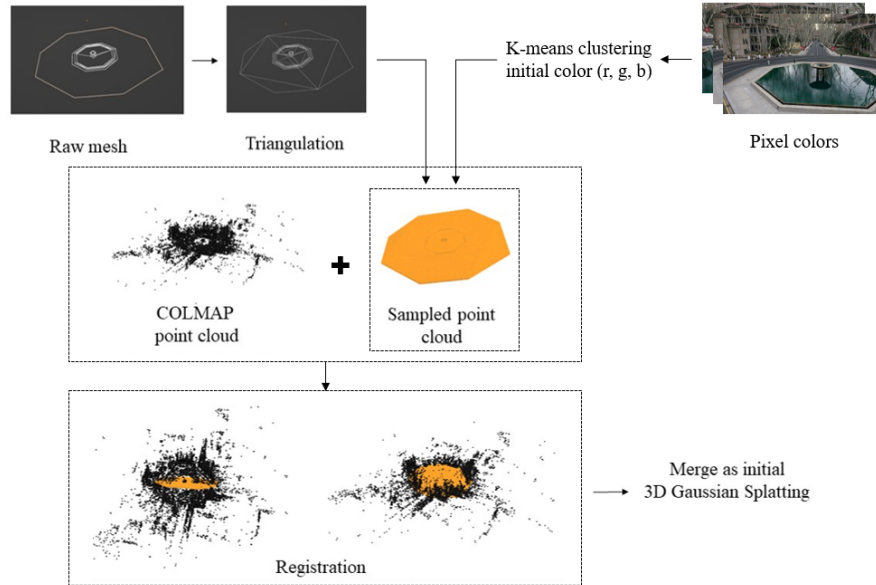 K-means clustering
initial color (r, g, b)
Raw mesh
Triangulation
Pixel colors
COLMAP
point cloud
+
Sampled point
cloud
Merge as initial
3D Gaussian Splatting
Registration